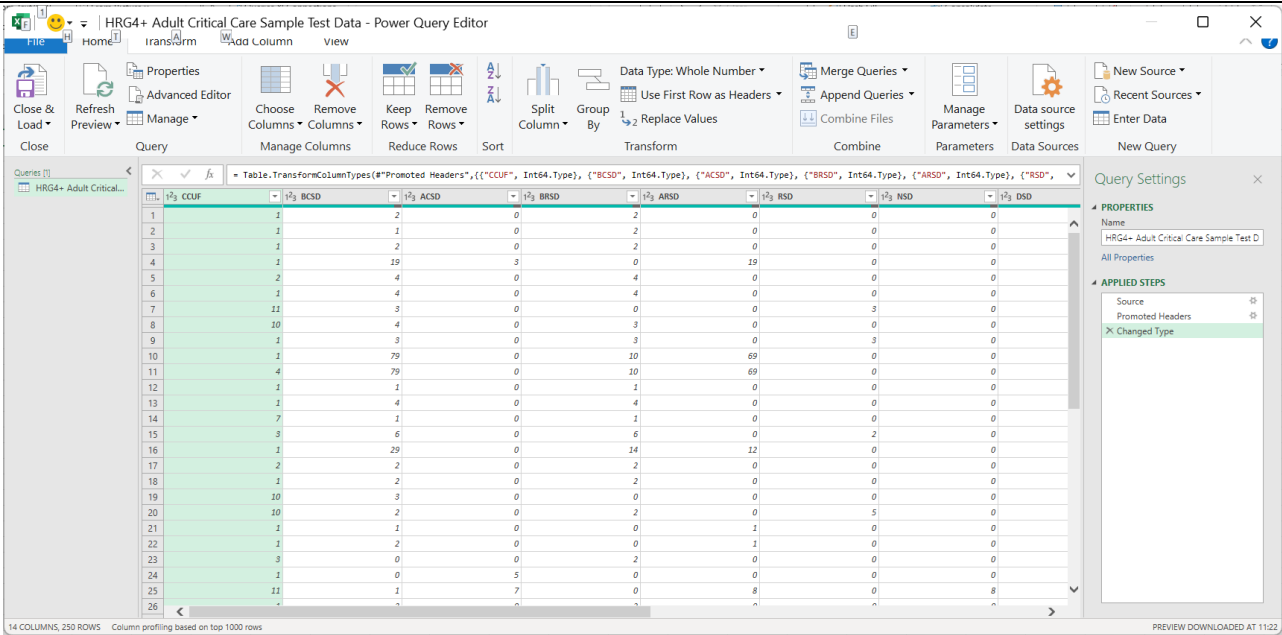 HRG4+ Adult Critical Care Sample Test Data - Power Query Editor
1
File H Home T Transform A W Add Column View E
Close & Load
Refresh Preview
Properties
Advanced Editor
Manage
Choose Columns
Remove Columns
Keep Rows
Remove Rows
Split Column
Group By
Data Type: Whole Number
Use First Row as Headers
Replace Values
Merge Queries
Append Queries
Combine Files
Manage Parameters
Data source settings
New Source
Recent Sources
Enter Data
Close Query Manage Columns Reduce Rows Sort Transform Combine Parameters Data Sources New Query
Queries [1]
HRG4+ Adult Critical...
fx = Table.TransformColumnTypes(#"Promoted Headers",{{"CCUF", Int64.Type}, {"BCSD", Int64.Type}, {"ACSD", Int64.Type}, {"BRSD", Int64.Type}, {"ARSD", Int64.Type}, {"RSD",
123 CCUF 123 BCSD 123 ACSD 123 BRSD 123 ARSD 123 RSD 123 NSD 123 DSD
1 1 2 0 2 0 0 0
2 1 1 0 2 0 0 0
3 1 2 0 2 0 0 0
4 1 19 3 0 19 0 0
5 2 4 0 4 0 0 0
6 1 4 0 4 0 0 0
7 11 3 0 0 0 3 0
8 10 4 0 3 0 0 0
9 1 3 0 3 0 3 0
10 1 79 0 10 69 0 0
11 4 79 0 10 69 0 0
12 1 1 0 1 0 0 0
13 1 4 0 4 0 0 0
14 7 1 0 1 0 0 0
15 3 6 0 6 0 2 0
16 1 29 0 14 12 0 0
17 2 2 0 2 0 0 0
18 1 2 0 2 0 0 0
19 10 3 0 0 0 0 0
20 10 2 0 2 0 5 0
21 1 1 0 0 1 0 0
22 1 2 0 0 1 0 0
23 3 0 0 2 0 0 0
24 1 0 5 0 0 0 0
25 11 1 7 0 8 0 8
26
Query Settings
PROPERTIES
Name
HRG4+ Adult Critical Care Sample Test D
All Properties
APPLIED STEPS
Source
Promoted Headers
Changed Type
14 COLUMNS, 250 ROWS Column profiling based on top 1000 rows
PREVIEW DOWNLOADED AT 11:22